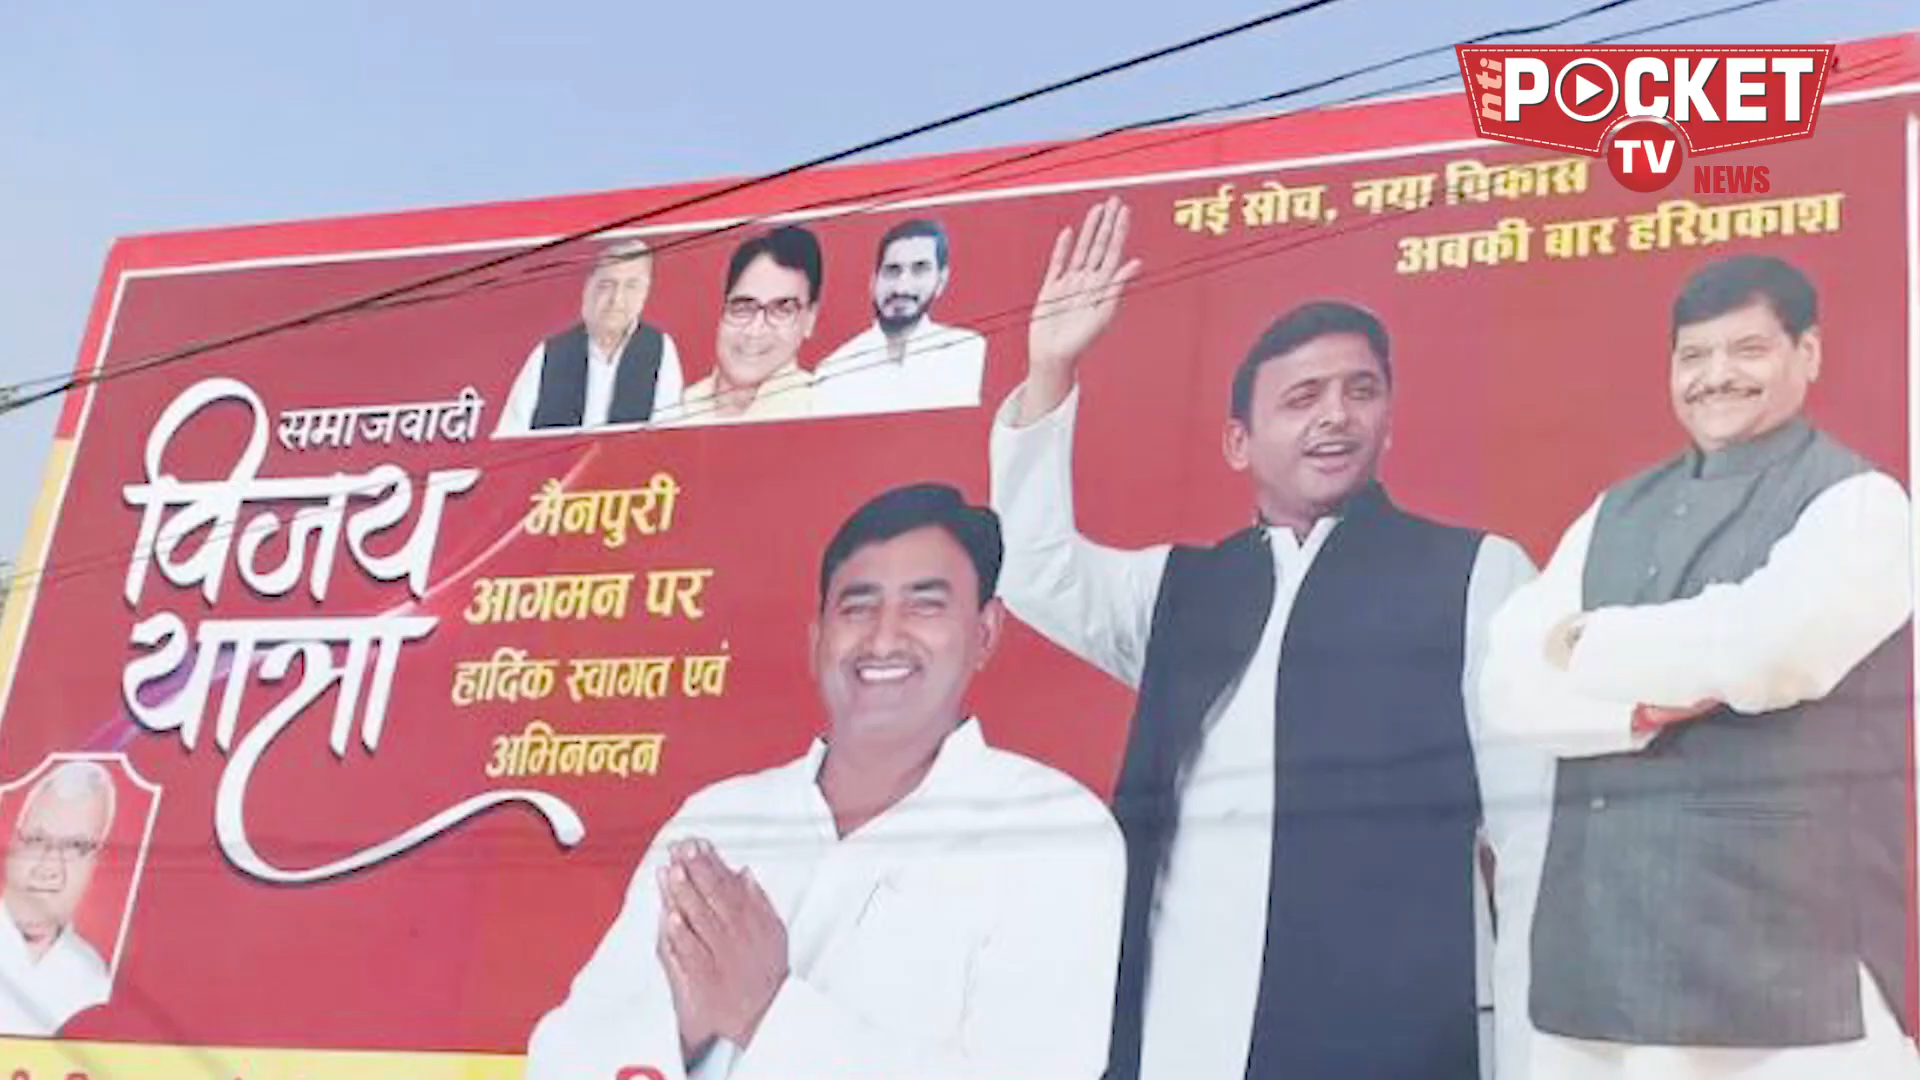 nti
POCKET
TV
NEWS
नई सोच, नया विकास
अबकी बार हरिप्रकाश
समाजवादी
विजय
यात्रा
मैनपुरी
आगमन पर
हार्दिक स्वागत एवं
अभिनन्दन